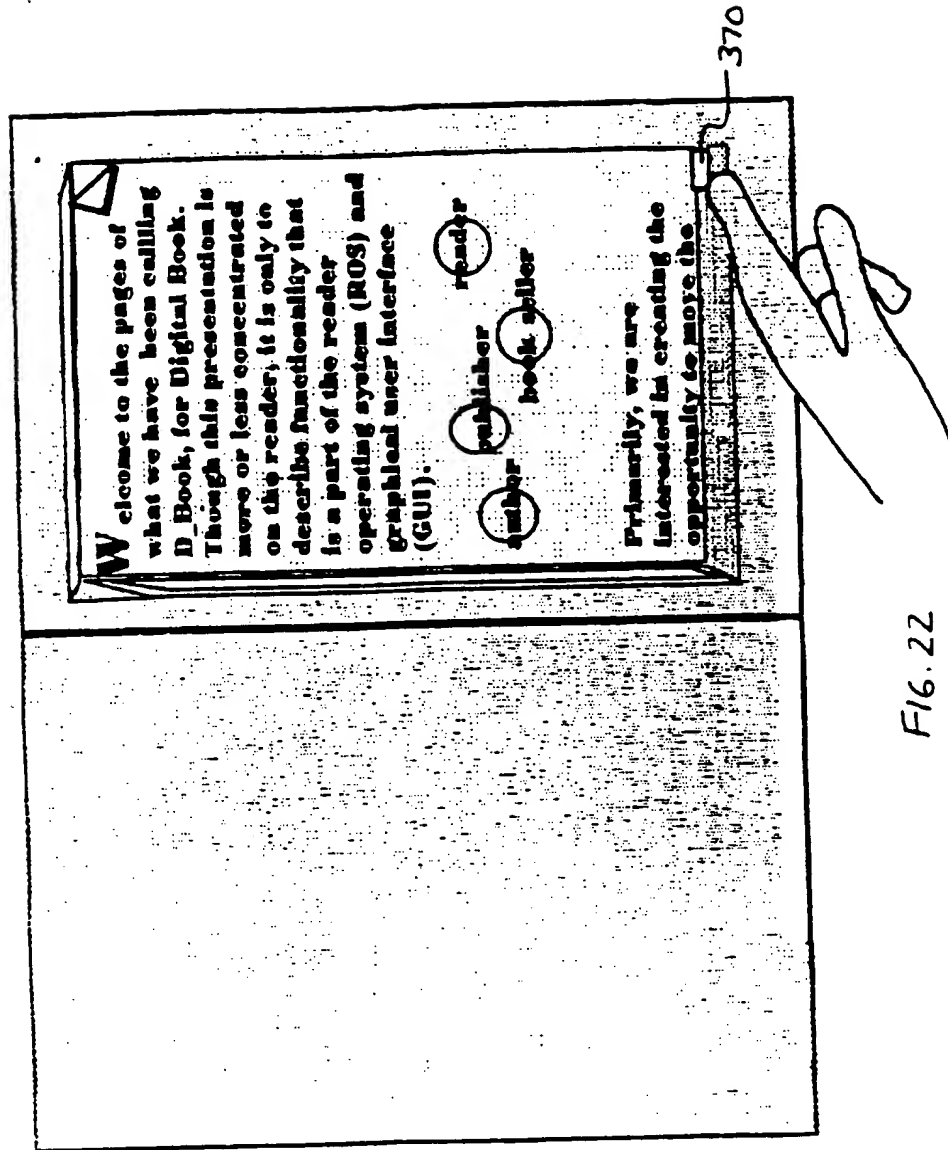 Welcome to the pages of
what we have been callling
D_Book, for Digital Book.
Though this presentation is
more or less concentrated
on the reader, it is only to
describe functionality that
is a part of the reader
operating system (ROS) and
graphical user interface
(GUI).
author
publisher
book seller
reader
Primarily, we are
interested in creating the
opportunity to move the
370
FIG. 22